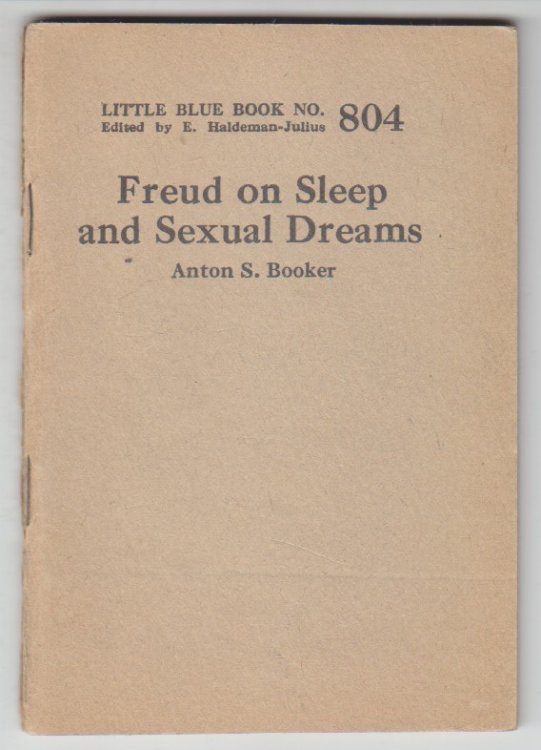 LITTLE BLUE BOOK NO. 804
Edited by E. Haldeman-Julius
Freud on Sleep
and Sexual Dreams
Anton S. Booker